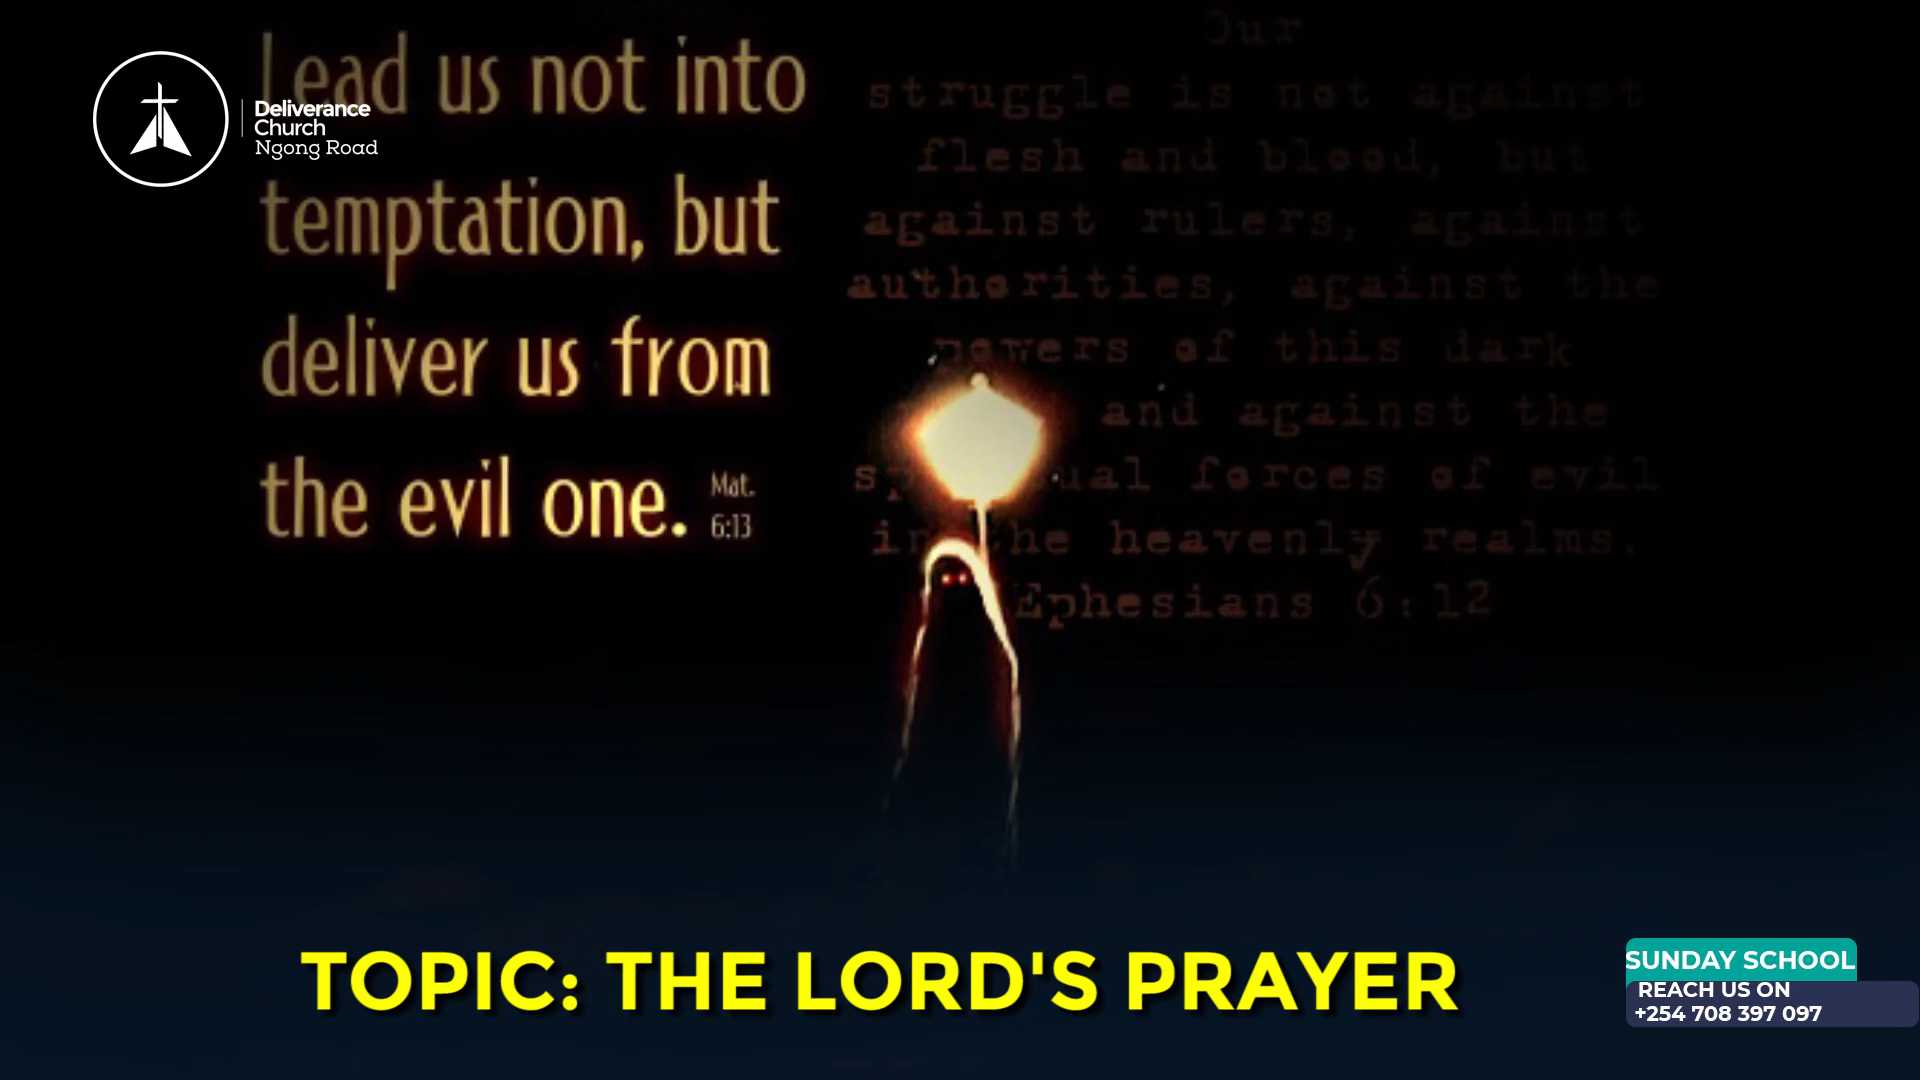 Lead us not into
temptation, but
deliver us from
the evil one.
Mat.
6:13
Deliverance
Church
Ngong Road
Our
struggle is not against
flesh and blood, but
against rulers, against
authorities, against the
powers of this dark
and against the
forces of evil
in the heavenly realms.
Ephesians 6:12
TOPIC: THE LORD'S PRAYER
SUNDAY SCHOOL
REACH US ON
+254 708 397 097